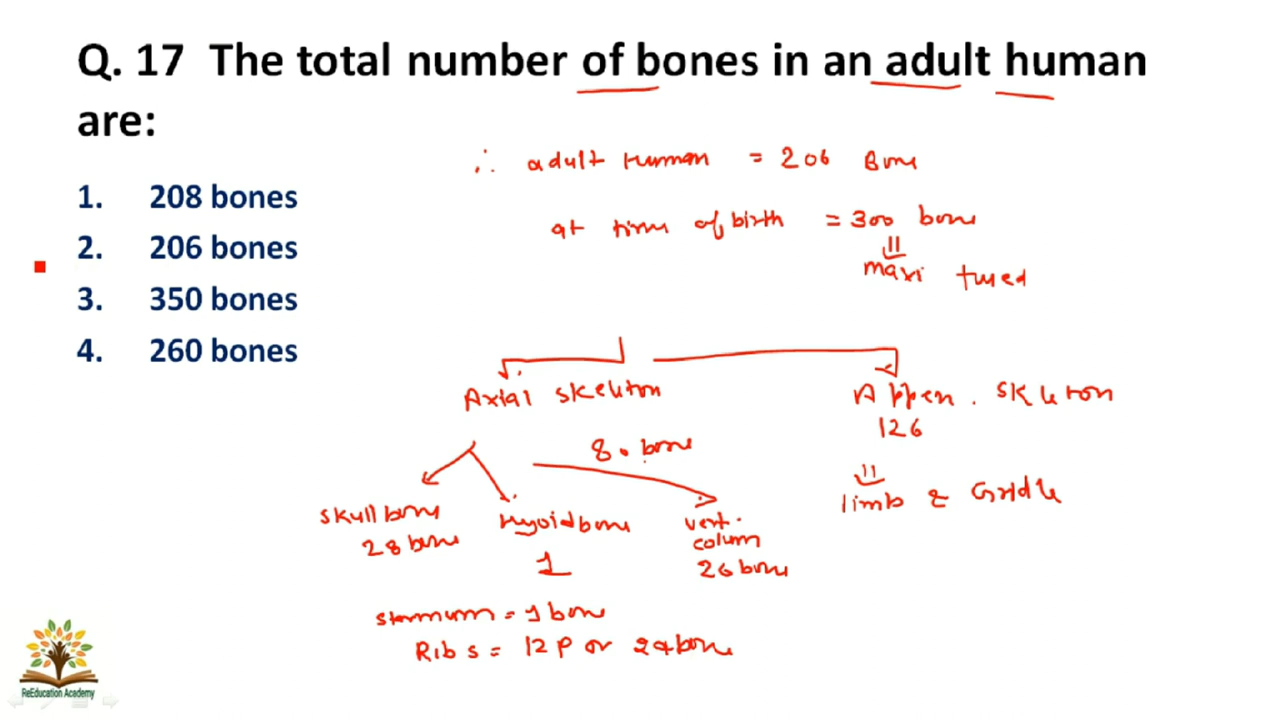 Q. 17 The total number of bones in an adult human
are:
1. 208 bones
2. 206 bones
3. 350 bones
4. 260 bones
∴ adult Human = 206 Bone
at time of birth = 300 bone
maxi
Axial Skeleton
Appen. Skeleton
126
80 bone
limb & Girdle
Skull bone
28 bone
Hyoid bone
1
Vert.
column
26 bone
Sternum = 1 bone
Ribs = 12 P or 24 bone
ReEducation Academy